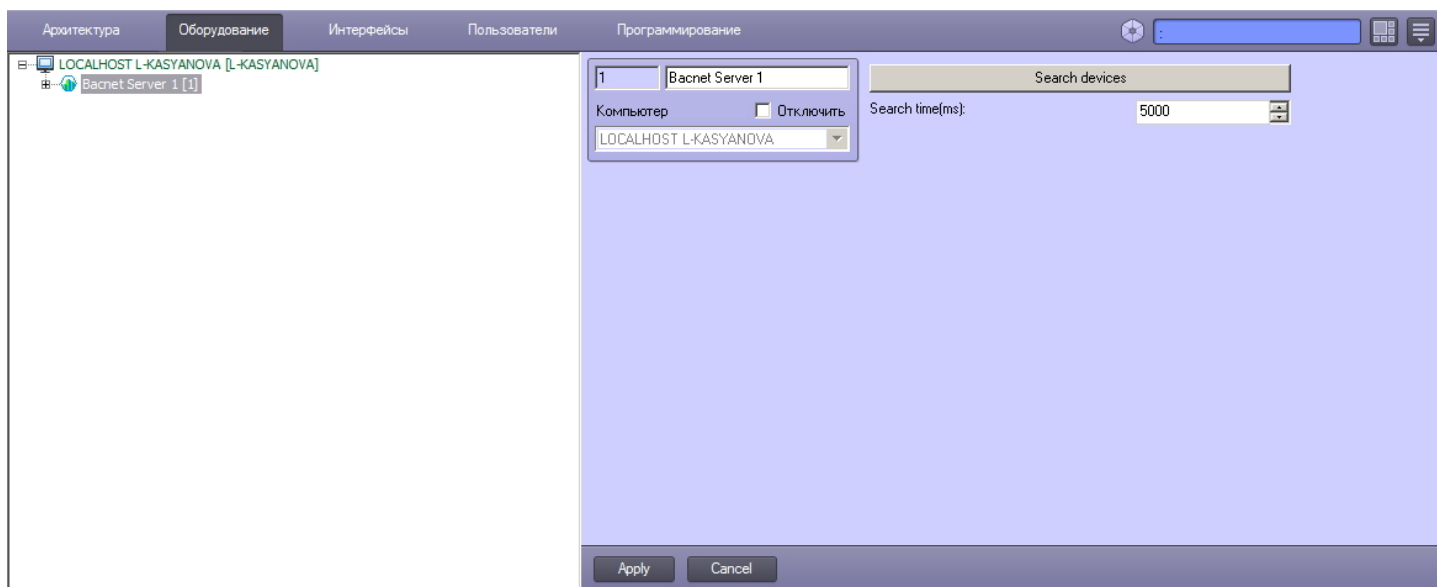 Архитектура Оборудование Интерфейсы Пользователи Программирование :
LOCALHOST L-KASYANOVA [L-KASYANOVA]
Bacnet Server 1 [1]
1 Bacnet Server 1
Компьютер Отключить
LOCALHOST L-KASYANOVA
Search devices
Search time(ms): 5000
Apply Cancel